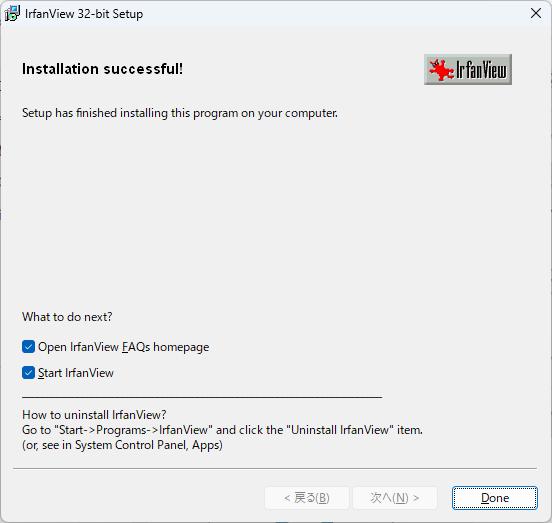 IrfanView 32-bit Setup
Installation successful!
IrfanView
Setup has finished installing this program on your computer.
What to do next?
Open IrfanView FAQs homepage
Start IrfanView
How to uninstall IrfanView?
Go to "Start->Programs->IrfanView" and click the "Uninstall IrfanView" item.
(or, see in System Control Panel, Apps)
< 戻る(B)
次へ(N) >
Done